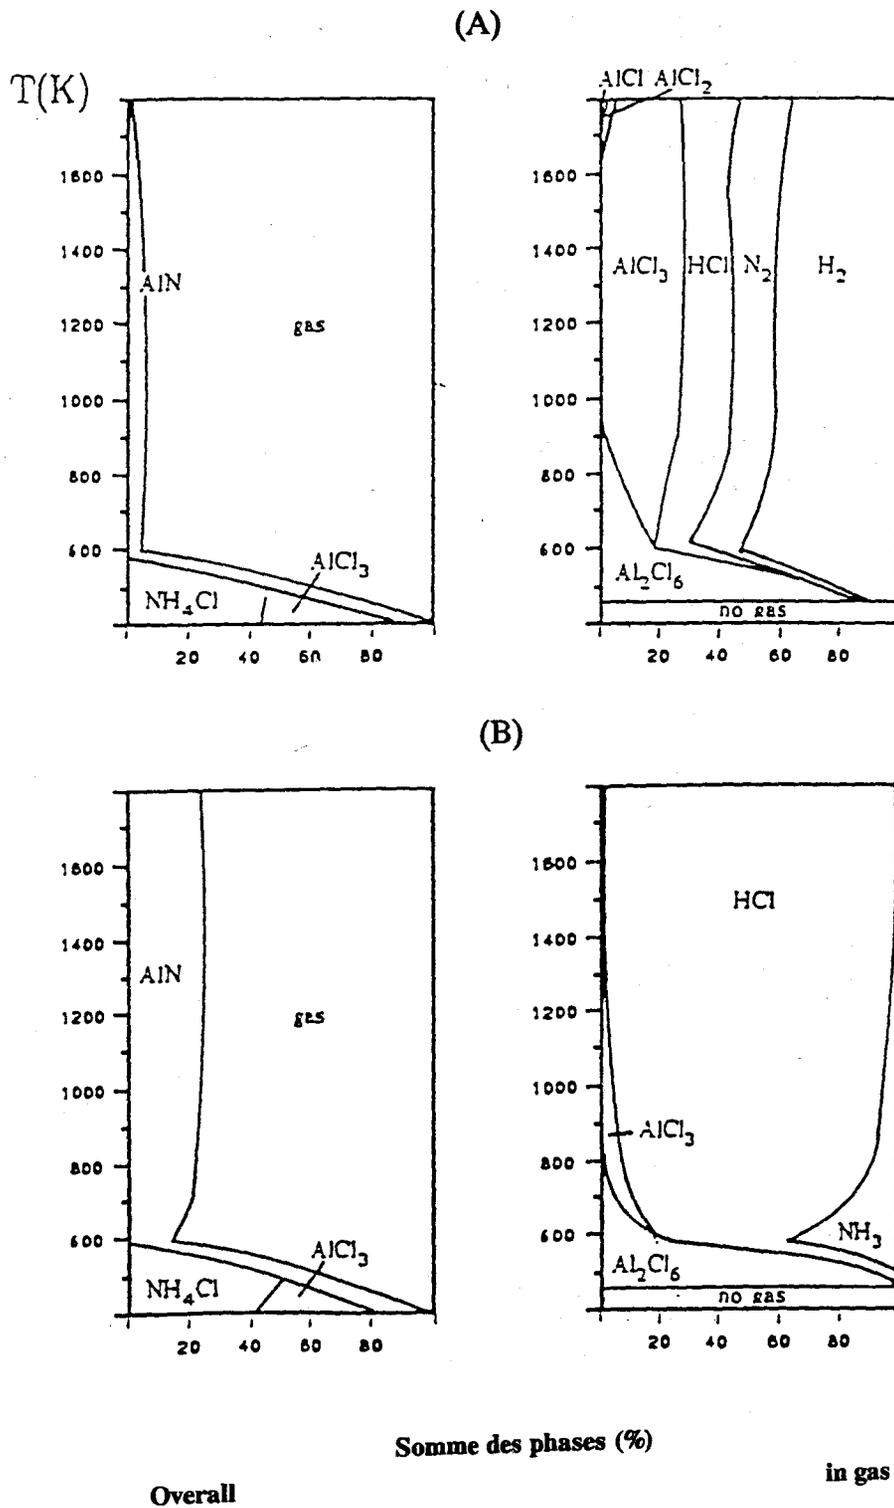 (A)
T(K)
AlCl AlCl₂
1600
1400
1200
1000
800
600
AlN
gas
AlCl₃
NH₄Cl
20 40 60 80
1600
1400
1200
1000
800
600
AlCl₃ HCl N₂ H₂
Al₂Cl₆
no gas
20 40 60 80
(B)
1600
1400
1200
1000
800
600
AlN
gas
AlCl₃
NH₄Cl
20 40 60 80
1600
1400
1200
1000
800
600
HCl
AlCl₃
NH₃
Al₂Cl₆
no gas
20 40 60 80
Somme des phases (%)
Overall
in gas